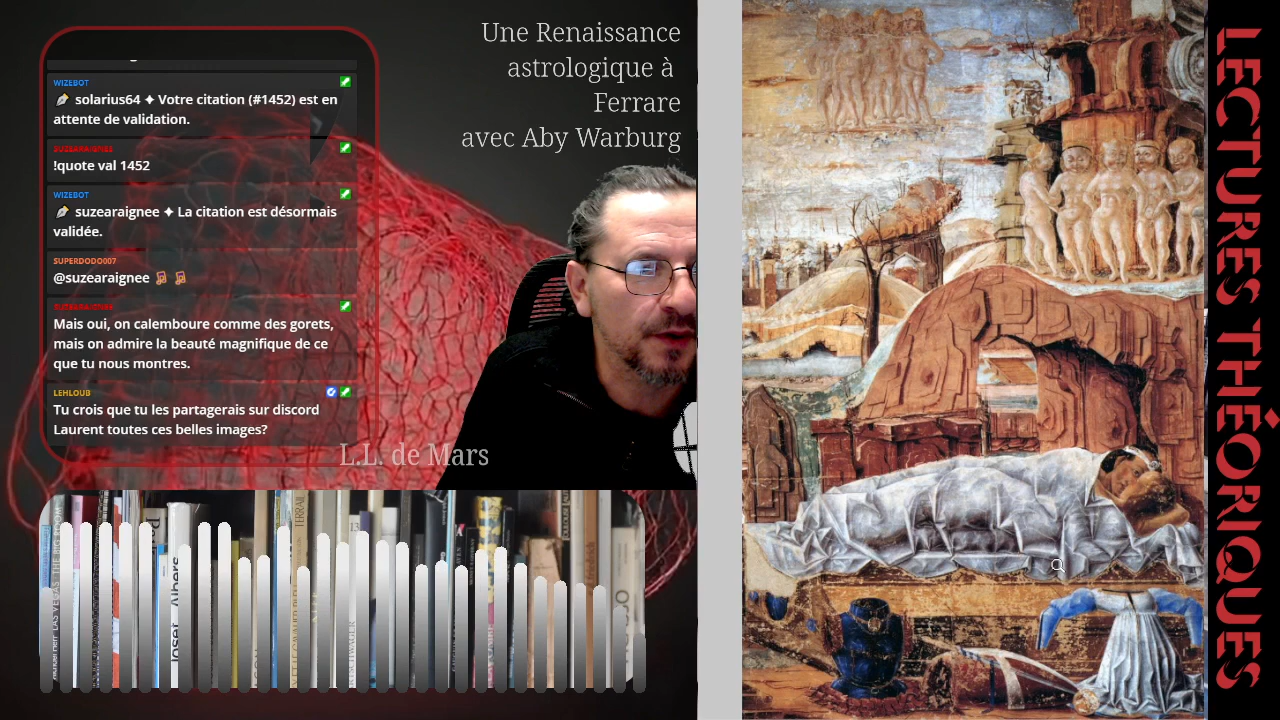 Une Renaissance
astrologique à
Ferrare
avec Aby Warburg
WIZEBOT
solarius64 ✦ Votre citation (#1452) est en
attente de validation.
SUZEARAIGNEE
!quote val 1452
WIZEBOT
suzearaignee ✦ La citation est désormais
validée.
SUPERDODO007
@suzearaignee
SUZEARAIGNEE
Mais oui, on calemboure comme des gorets,
mais on admire la beauté magnifique de ce
que tu nous montres.
LEHLOUB
Tu crois que tu les partagerais sur discord
Laurent toutes ces belles images?
L.L. de Mars
Josef Albers
LECTURES THÉORIQUES